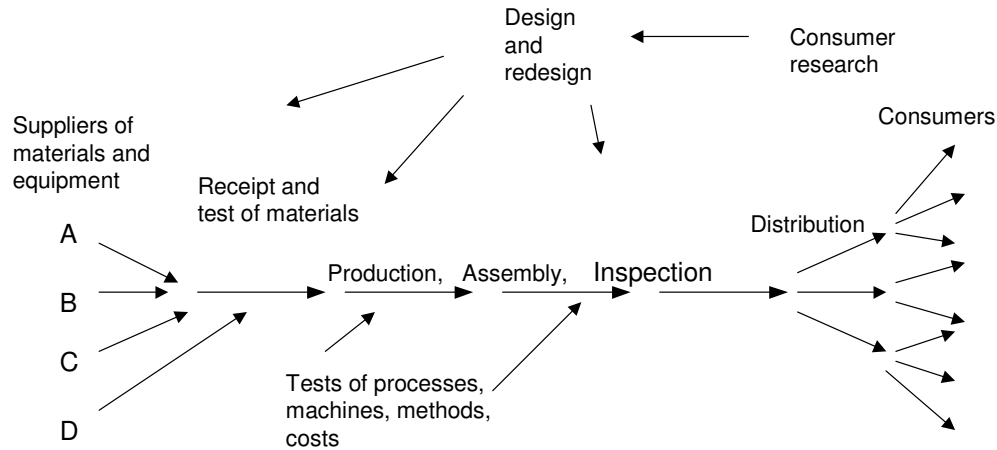 Design
and
redesign
Consumer
research
Consumers
Suppliers of
materials and
equipment
Receipt and
test of materials
Distribution
A
Production, Assembly, Inspection
B
C
Tests of processes,
machines, methods,
costs
D